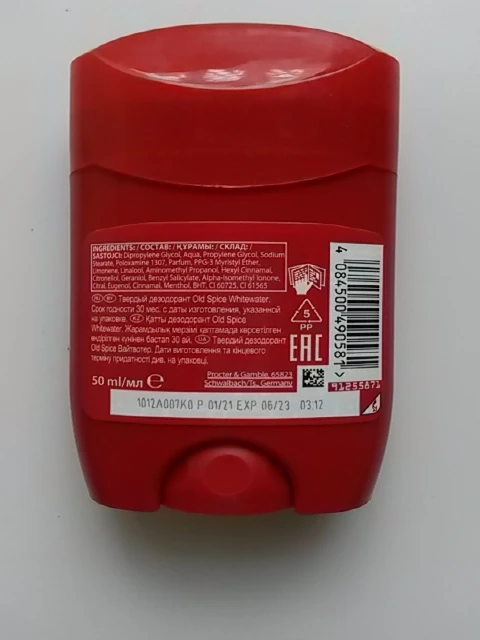 INGREDIENTS: / СОСТАВ: / ҚҰРАМЫ: / СКЛАД: /
SASTOJCI: Dipropylene Glycol, Aqua, Propylene Glycol, Sodium
Stearate, Poloxamine 1307, Parfum, PPG-3 Myristyl Ether,
Limonene, Linalool, Aminomethyl Propanol, Hexyl Cinnamal,
Citronellol, Geraniol, Benzyl Salicylate, Alpha-Isomethyl Ionone,
Citral, Eugenol, Cinnamal, Menthol, BHT, CI 60725, CI 61565
RU BY Твердый дезодорант Old Spice Whitewater.
Срок годности 30 мес. с даты изготовления, указанной
на упаковке. KZ Қатты дезодорант Old Spice
Whitewater. Жарамдылық мерзімі қаптамада көрсетілген
өндірілген күнінен бастап 30 ай. UA Твердый дезодорант
Old Spice Вайтвотер. Дати виготовлення та кінцевого
терміну придатності див. на упаковці.
50 ml/мл e
Procter & Gamble, 65823
Schwalbach/Ts., Germany
5
PP
EAC
4 084500 490581 >
91255871
1012A007K0 P 01/21 EXP 06/23 03:12